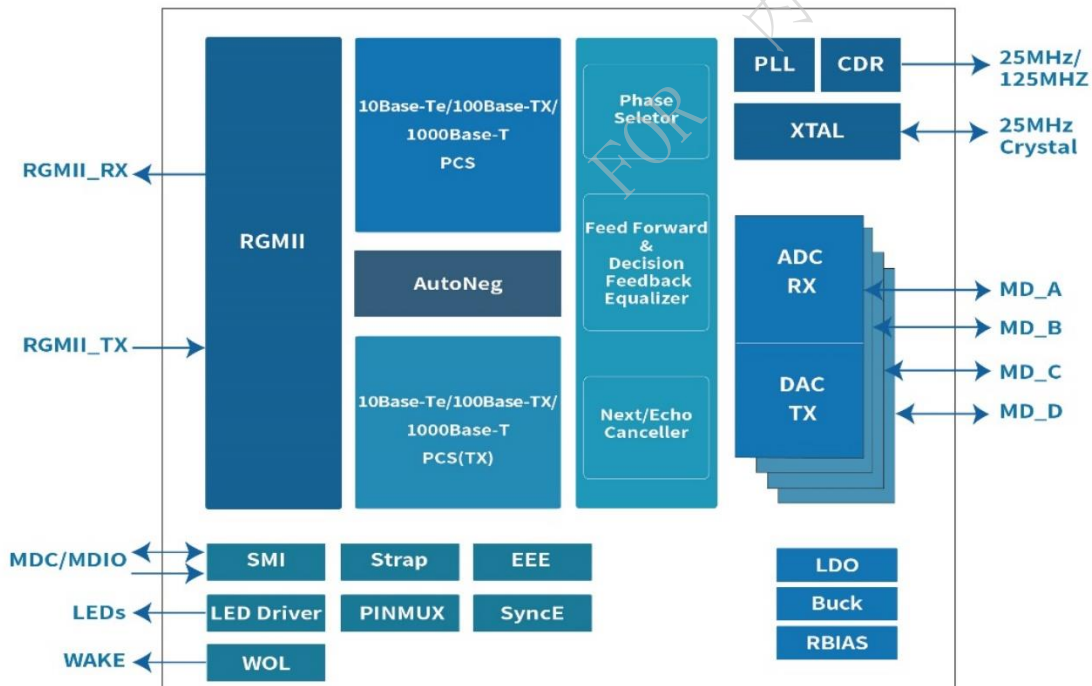 RGMII_RX
RGMII_TX
MDC/MDIO
LEDs
WAKE
RGMII
10Base-Te/100Base-TX/
1000Base-T
PCS
AutoNeg
10Base-Te/100Base-TX/
1000Base-T
PCS(TX)
Phase
Seletor
Feed Forward
&
Decision
Feedback
Equalizer
Next/Echo
Canceller
PLL
CDR
XTAL
25MHz/
125MHZ
25MHz
Crystal
ADC
RX
DAC
TX
MD_A
MD_B
MD_C
MD_D
SMI
Strap
EEE
LED Driver
PINMUX
SyncE
WOL
LDO
Buck
RBIAS
FOR